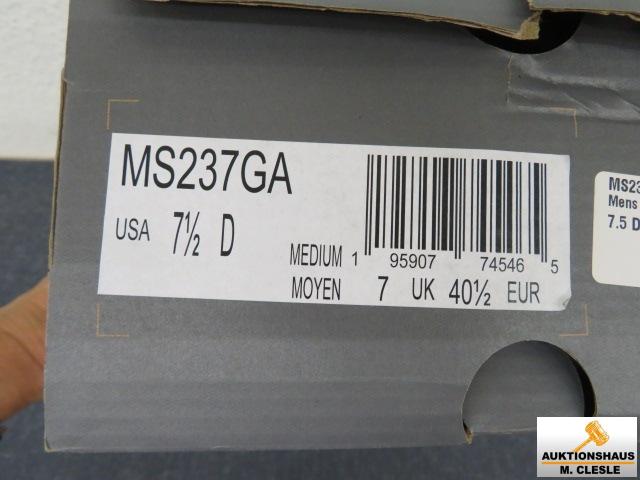 MS237GA
USA 7½ D
MEDIUM 1 95907 74546 5
MOYEN 7 UK 40½ EUR
MS23
Mens
7.5 D
AUKTIONSHAUS
M. CLESLE